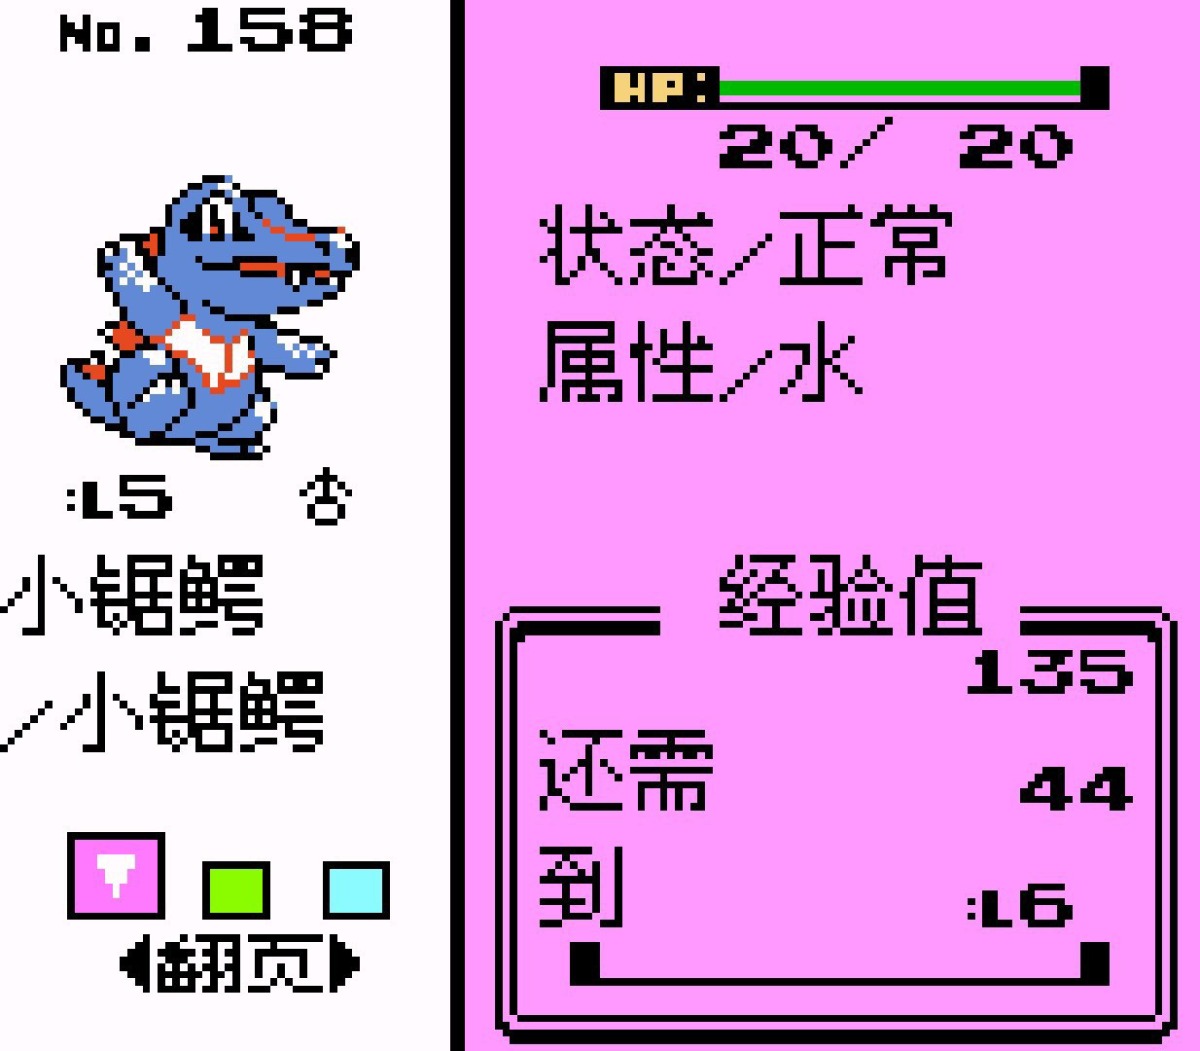 No. 158
:L5 ♂
小锯鳄
/小锯鳄
◀翻页▶
HP:
20/ 20
状态/正常
属性/水
经验值
135
还需 44
到 :L6